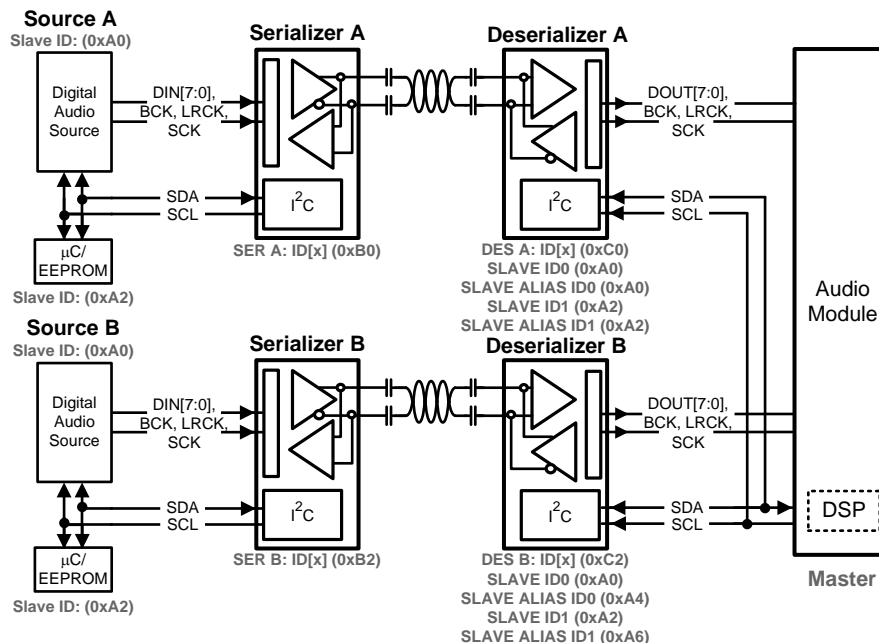 Source A
Slave ID: (0xA0)
Digital
Audio
Source
DIN[7:0],
BCK, LRCK,
SCK
SDA
SCL
µC/
EEPROM
Slave ID: (0xA2)
Serializer A
I²C
SER A: ID[x] (0xB0)
Deserializer A
I²C
DES A: ID[x] (0xC0)
SLAVE ID0 (0xA0)
SLAVE ALIAS ID0 (0xA0)
SLAVE ID1 (0xA2)
SLAVE ALIAS ID1 (0xA2)
DOUT[7:0],
BCK, LRCK,
SCK
SDA
SCL
Source B
Slave ID: (0xA0)
Digital
Audio
Source
DIN[7:0],
BCK, LRCK,
SCK
SDA
SCL
µC/
EEPROM
Slave ID: (0xA2)
Serializer B
I²C
SER B: ID[x] (0xB2)
Deserializer B
I²C
DES B: ID[x] (0xC2)
SLAVE ID0 (0xA0)
SLAVE ALIAS ID0 (0xA4)
SLAVE ID1 (0xA2)
SLAVE ALIAS ID1 (0xA6)
DOUT[7:0],
BCK, LRCK,
SCK
SDA
SCL
Audio
Module
DSP
Master